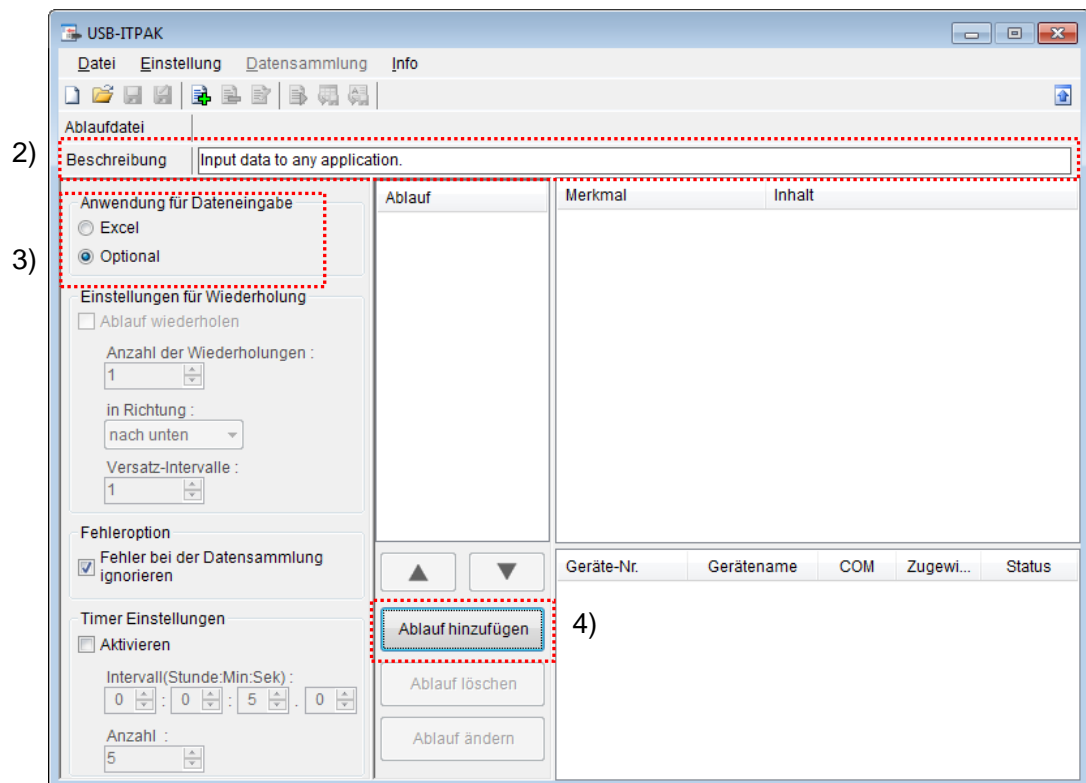 USB-ITPAK
Datei Einstellung Datensammlung Info
Ablaufdatei
2)
Beschreibung Input data to any application.
Anwendung für Dateneingabe
Excel
3)
Optional
Einstellungen für Wiederholung
Ablauf wiederholen
Anzahl der Wiederholungen :
1
in Richtung :
nach unten
Versatz-Intervalle :
1
Fehleroption
Fehler bei der Datensammlung
ignorieren
Timer Einstellungen
Aktivieren
Intervall(Stunde:Min:Sek) :
0 : 0 : 5 . 0
Anzahl :
5
Ablauf
Ablauf hinzufügen
4)
Ablauf löschen
Ablauf ändern
Merkmal Inhalt
Geräte-Nr. Gerätename COM Zugewi... Status